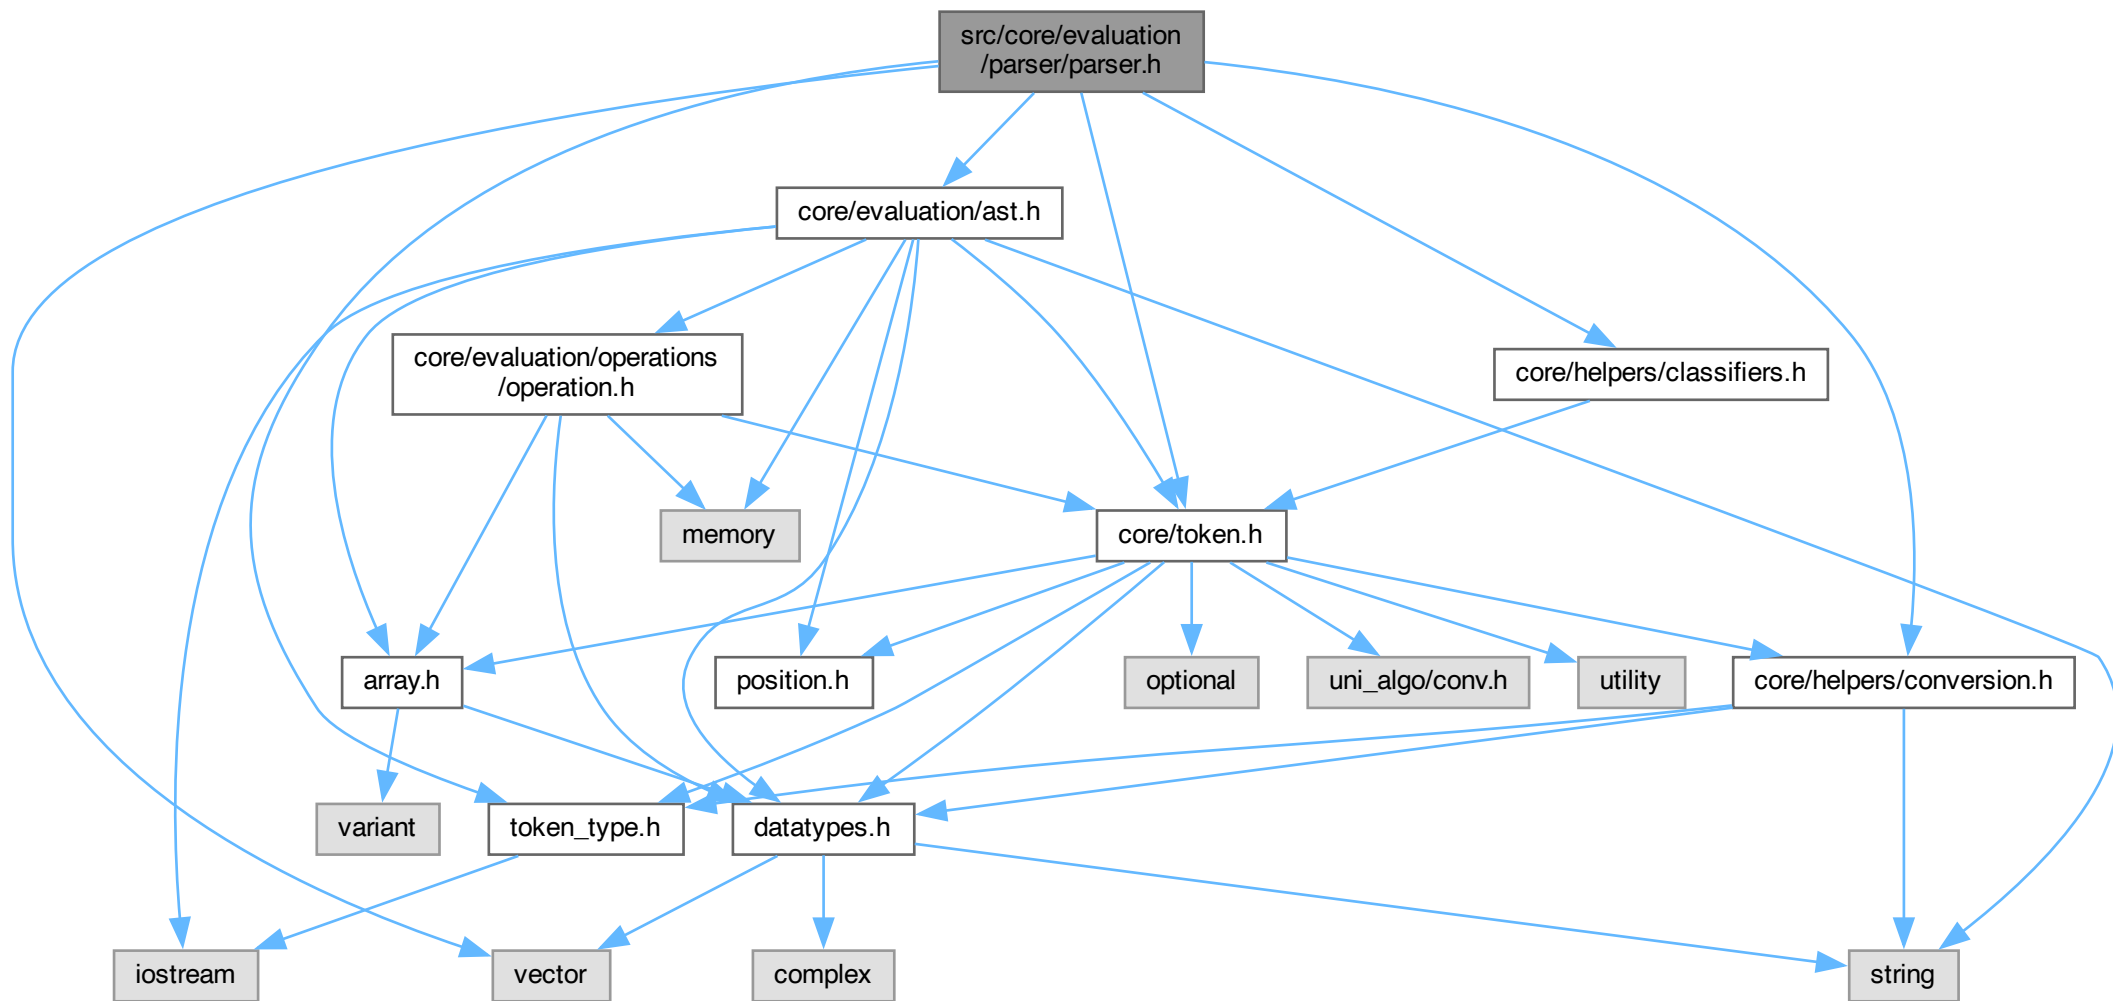 src/core/evaluation
/parser/parser.h
core/evaluation/ast.h
core/evaluation/operations
/operation.h
core/helpers/classifiers.h
memory
core/token.h
array.h
position.h
optional
uni_algo/conv.h
utility
core/helpers/conversion.h
variant
token_type.h
datatypes.h
iostream
vector
complex
string